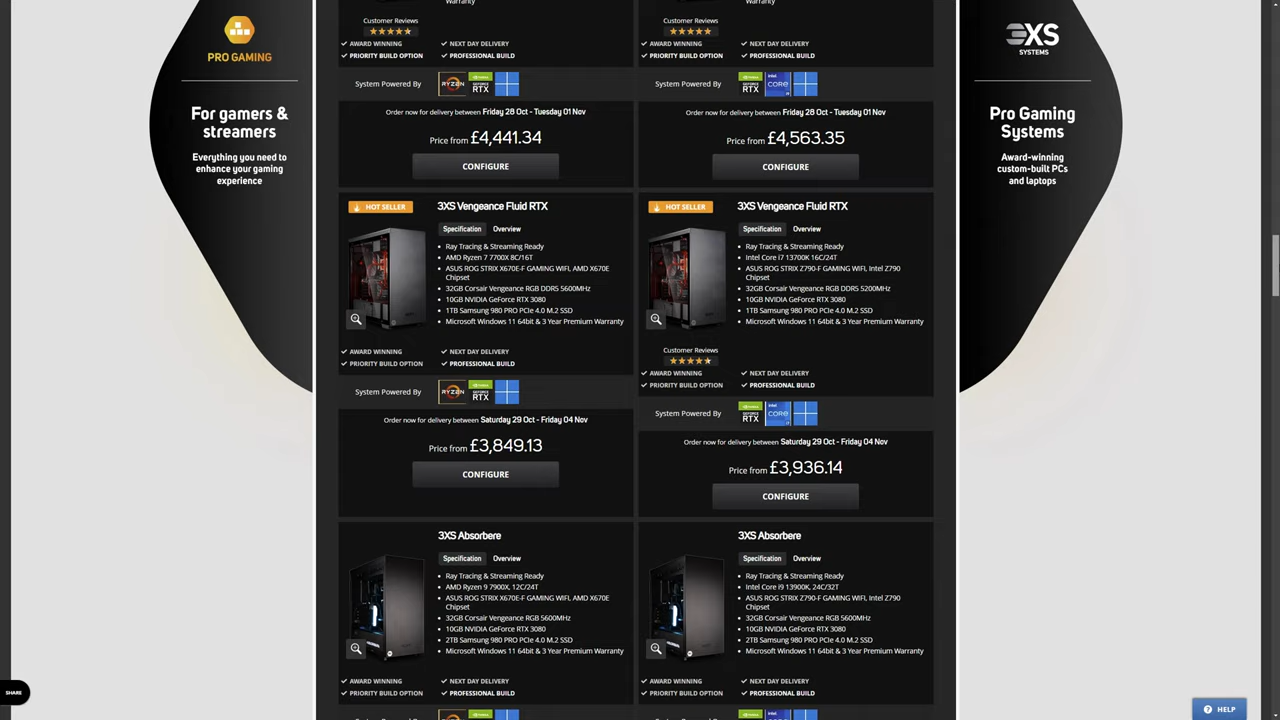 PRO GAMING
For gamers &
streamers
Everything you need to
enhance your gaming
experience
3XS
SYSTEMS
Pro Gaming
Systems
Award-winning
custom-built PCs
and laptops
Warranty
Customer Reviews
✓ AWARD WINNING ✓ NEXT DAY DELIVERY
✓ PRIORITY BUILD OPTION ✓ PROFESSIONAL BUILD
System Powered By RYZEN GEFORCE RTX
Order now for delivery between Friday 28 Oct - Tuesday 01 Nov
Price from £4,441.34
CONFIGURE
Warranty
Customer Reviews
✓ AWARD WINNING ✓ NEXT DAY DELIVERY
✓ PRIORITY BUILD OPTION ✓ PROFESSIONAL BUILD
System Powered By GEFORCE RTX intel CORE
Order now for delivery between Friday 28 Oct - Tuesday 01 Nov
Price from £4,563.35
CONFIGURE
HOT SELLER
3XS Vengeance Fluid RTX
Specification Overview
• Ray Tracing & Streaming Ready
• AMD Ryzen 7 7700X 8C/16T
• ASUS ROG STRIX X670E-F GAMING WIFI, AMD X670E
Chipset
• 32GB Corsair Vengeance RGB DDR5 5600MHz
• 10GB NVIDIA GeForce RTX 3080
• 1TB Samsung 980 PRO PCIe 4.0 M.2 SSD
• Microsoft Windows 11 64bit & 3 Year Premium Warranty
✓ AWARD WINNING ✓ NEXT DAY DELIVERY
✓ PRIORITY BUILD OPTION ✓ PROFESSIONAL BUILD
System Powered By RYZEN GEFORCE RTX
Order now for delivery between Saturday 29 Oct - Friday 04 Nov
Price from £3,849.13
CONFIGURE
HOT SELLER
3XS Vengeance Fluid RTX
Specification Overview
• Ray Tracing & Streaming Ready
• Intel Core i7 13700K 16C/24T
• ASUS ROG STRIX Z790-F GAMING WIFI, Intel Z790
Chipset
• 32GB Corsair Vengeance RGB DDR5 5200MHz
• 10GB NVIDIA GeForce RTX 3080
• 1TB Samsung 980 PRO PCIe 4.0 M.2 SSD
• Microsoft Windows 11 64bit & 3 Year Premium Warranty
Customer Reviews
✓ AWARD WINNING ✓ NEXT DAY DELIVERY
✓ PRIORITY BUILD OPTION ✓ PROFESSIONAL BUILD
System Powered By GEFORCE RTX intel CORE
Order now for delivery between Saturday 29 Oct - Friday 04 Nov
Price from £3,936.14
CONFIGURE
3XS Absorbere
Specification Overview
• Ray Tracing & Streaming Ready
• AMD Ryzen 9 7900X, 12C/24T
• ASUS ROG STRIX X670E-F GAMING WIFI, AMD X670E
Chipset
• 32GB Corsair Vengeance RGB 5600MHz
• 10GB NVIDIA GeForce RTX 3080
• 2TB Samsung 980 PRO PCIe 4.0 M.2 SSD
• Microsoft Windows 11 64bit & 3 Year Premium Warranty
✓ AWARD WINNING ✓ NEXT DAY DELIVERY
✓ PRIORITY BUILD OPTION ✓ PROFESSIONAL BUILD
3XS Absorbere
Specification Overview
• Ray Tracing & Streaming Ready
• Intel Core i9 13900K, 24C/32T
• ASUS ROG STRIX Z790-F GAMING WIFI, Intel Z790
Chipset
• 32GB Corsair Vengeance RGB 5600MHz
• 10GB NVIDIA GeForce RTX 3080
• 2TB Samsung 980 PRO PCIe 4.0 M.2 SSD
• Microsoft Windows 11 64bit & 3 Year Premium Warranty
✓ AWARD WINNING ✓ NEXT DAY DELIVERY
✓ PRIORITY BUILD OPTION ✓ PROFESSIONAL BUILD
SHARE
HELP